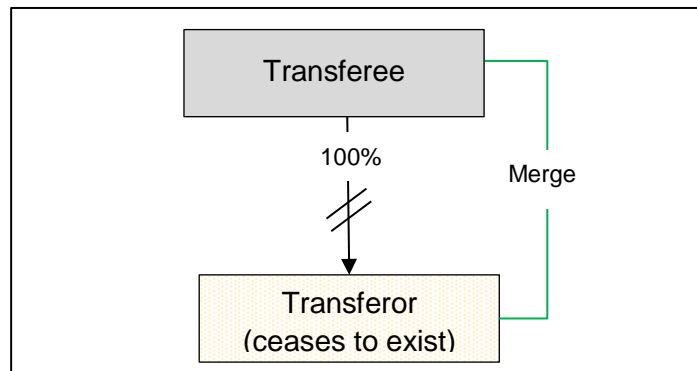 Transferee
100%
Merge
Transferor
(ceases to exist)